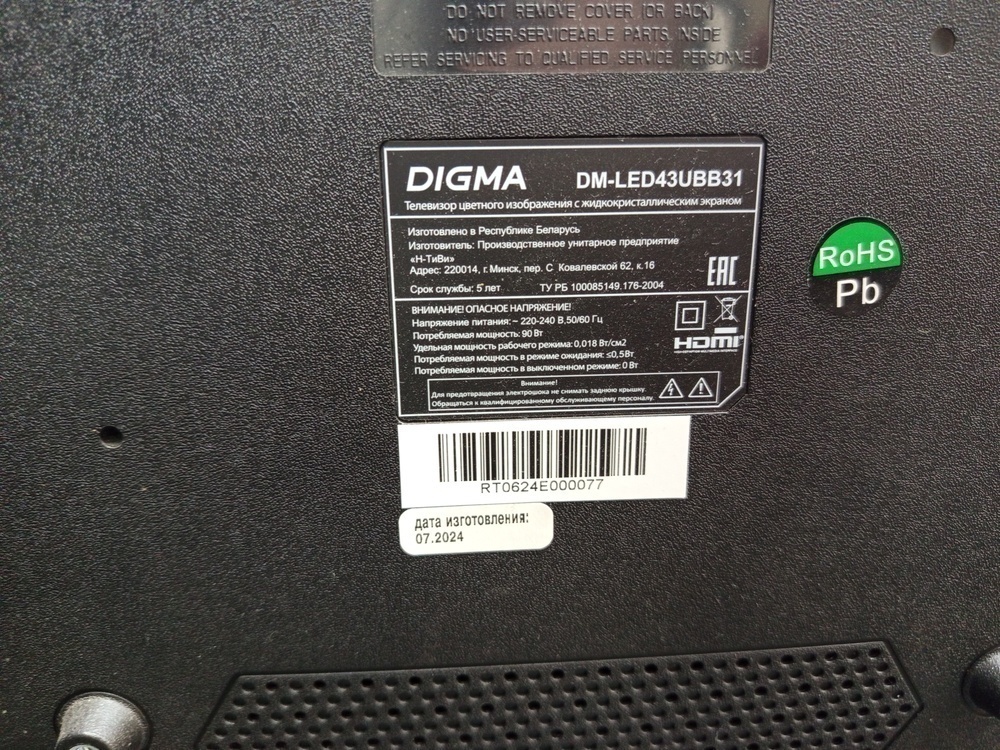 DO NOT REMOVE COVER (OR BACK)
NO USER-SERVICEABLE PARTS INSIDE
REFER SERVICING TO QUALIFIED SERVICE PERSONNEL
DIGMA DM-LED43UBB31
Телевизор цветного изображения с жидкокристаллическим экраном
Изготовлено в Республике Беларусь
Изготовитель: Производственное унитарное предприятие
«Н-ТиВи»
Адрес: 220014, г. Минск, пер. С Ковалевской 62, к.16
Срок службы: 5 лет ТУ РБ 100085149.176-2004
EAC
ВНИМАНИЕ! ОПАСНОЕ НАПРЯЖЕНИЕ!
Напряжение питания: ~ 220-240 В,50/60 Гц
Потребляемая мощность: 90 Вт
Удельная мощность рабочего режима: 0,018 Вт/см2
Потребляемая мощность в режиме ожидания: ≤0,5Вт
Потребляемая мощность в выключенном режиме: 0 Вт
HDMI
HIGH-DEFINITION MULTIMEDIA INTERFACE
Внимание!
Для предотвращения электрошока не снимать заднюю крышку.
Обращаться к квалифицированному обслуживающему персоналу.
RoHS
Pb
RT0624E000077
дата изготовления:
07.2024